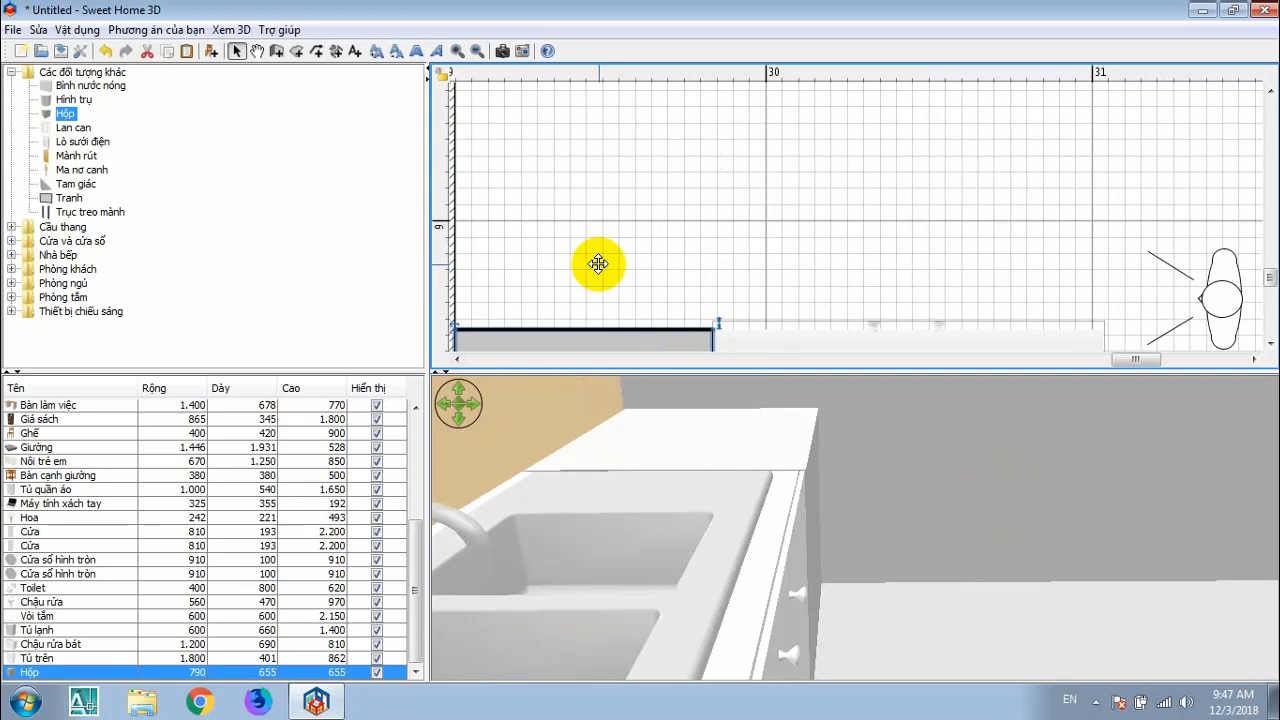 * Untitled - Sweet Home 3D
File Sửa Vật dụng Phương án của bạn Xem 3D Trợ giúp
Các đối tượng khác
Bình nước nóng
Hình trụ
Hộp
Lan can
Lò sưởi điện
Mành rút
Ma nơ canh
Tam giác
Tranh
Trục treo mành
Cầu thang
Cửa và cửa sổ
Nhà bếp
Phòng khách
Phòng ngủ
Phòng tắm
Thiết bị chiếu sáng
9 30 31
9
Tên Rộng Dày Cao Hiển thị
Bàn làm việc 1.400 678 770
Giá sách 865 345 1.800
Ghế 400 420 900
Giường 1.446 1.931 528
Nôi trẻ em 670 1.250 850
Bàn cạnh giường 380 380 500
Tủ quần áo 1.000 540 1.650
Máy tính xách tay 325 355 192
Hoa 242 221 493
Cửa 810 193 2.200
Cửa 810 193 2.200
Cửa sổ hình tròn 910 100 910
Cửa sổ hình tròn 910 100 910
Toilet 400 800 620
Chậu rửa 560 470 970
Vòi tắm 600 600 2.150
Tủ lạnh 600 660 1.400
Chậu rửa bát 1.200 690 810
Tủ trên 1.800 401 862
Hộp 790 655 655
EN
9:47 AM
12/3/2018